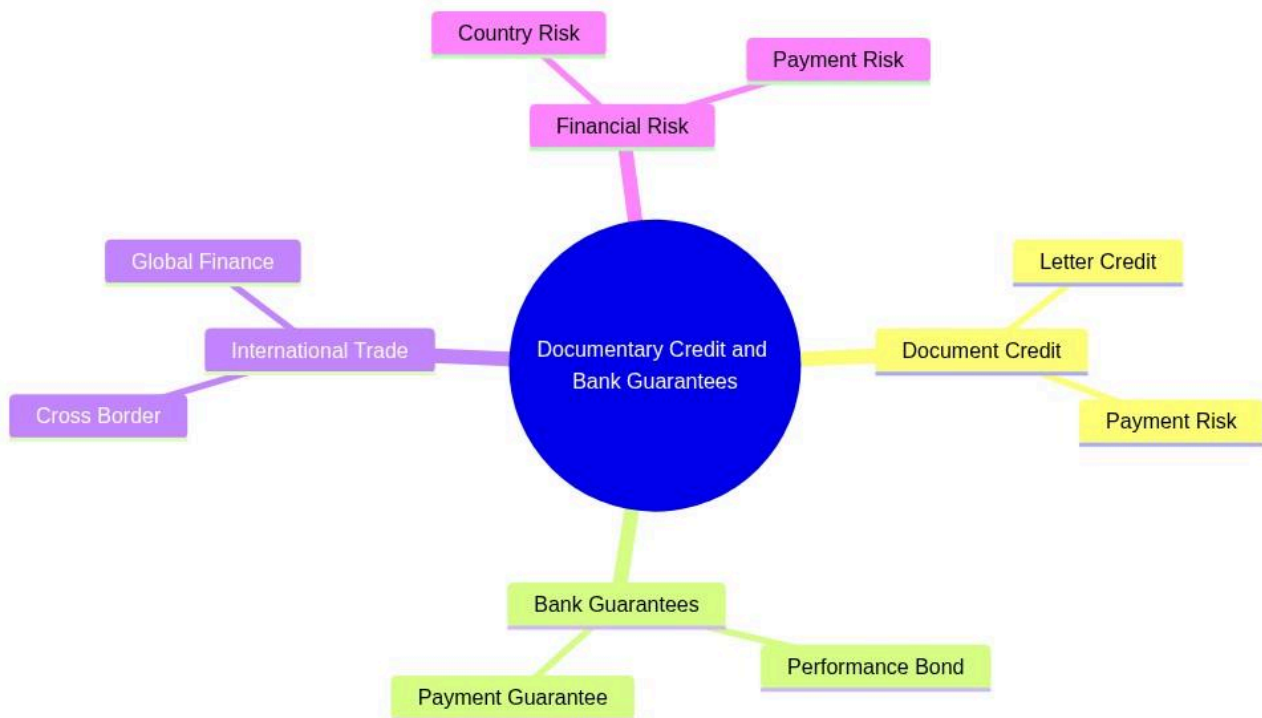 Country Risk
Payment Risk
Financial Risk
Global Finance
Letter Credit
International Trade
Documentary Credit and
Bank Guarantees
Document Credit
Cross Border
Payment Risk
Bank Guarantees
Performance Bond
Payment Guarantee